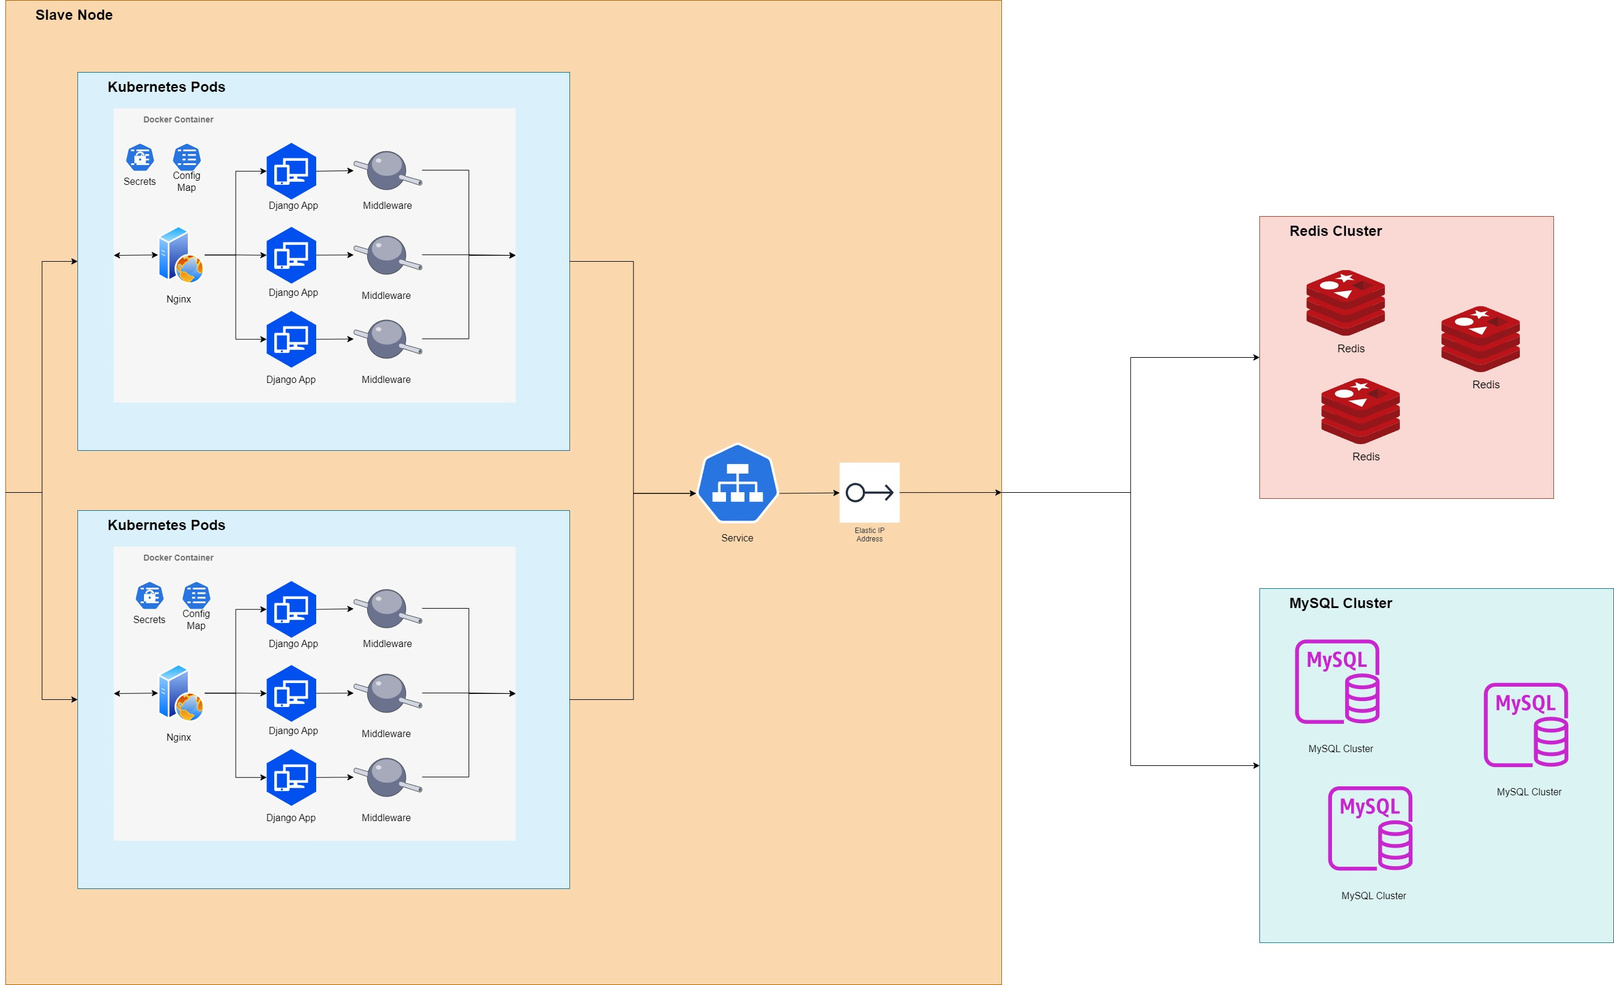 Slave Node
Kubernetes Pods
Docker Container
Secrets
Config
Map
Nginx
Django App
Middleware
Django App
Middleware
Django App
Middleware
Kubernetes Pods
Docker Container
Secrets
Config
Map
Nginx
Django App
Middleware
Django App
Middleware
Django App
Middleware
Service
Elastic IP
Address
Redis Cluster
Redis
Redis
Redis
MySQL Cluster
MySQL
MySQL Cluster
MySQL
MySQL Cluster
MySQL
MySQL Cluster